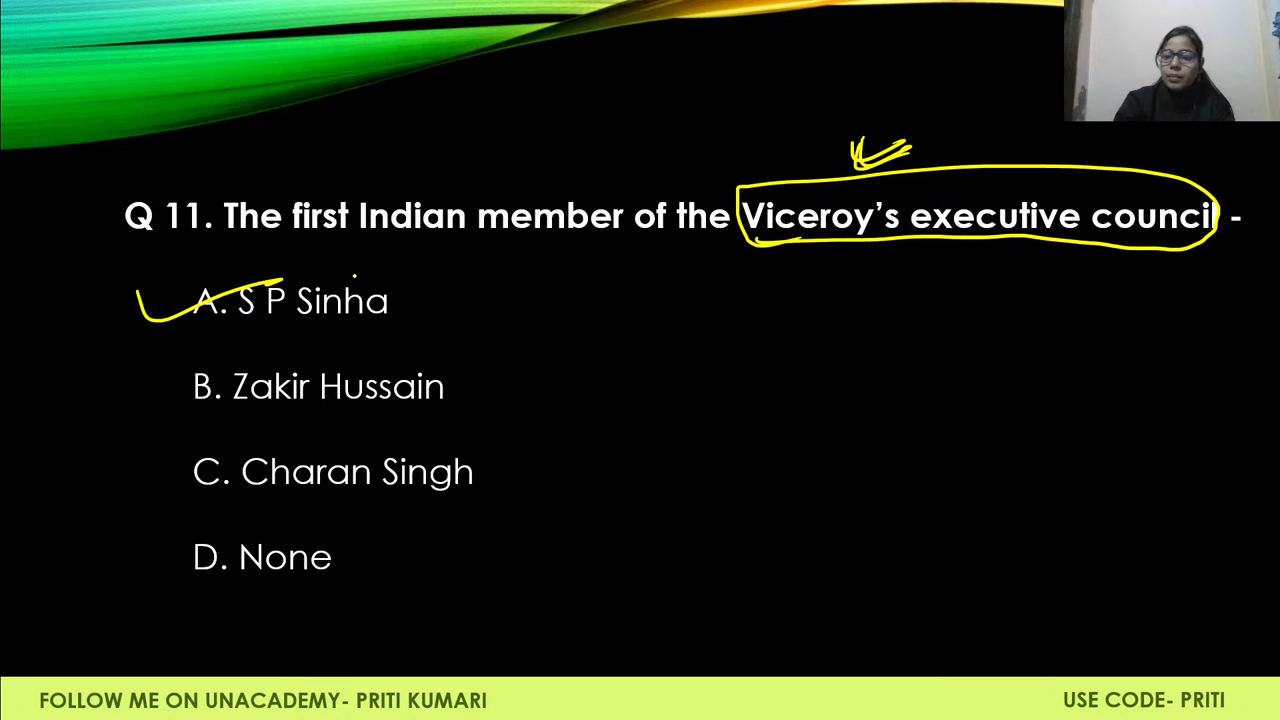 Q 11. The first Indian member of the Viceroy’s executive council -
A. S P Sinha
B. Zakir Hussain
C. Charan Singh
D. None
FOLLOW ME ON UNACADEMY- PRITI KUMARI
USE CODE- PRITI